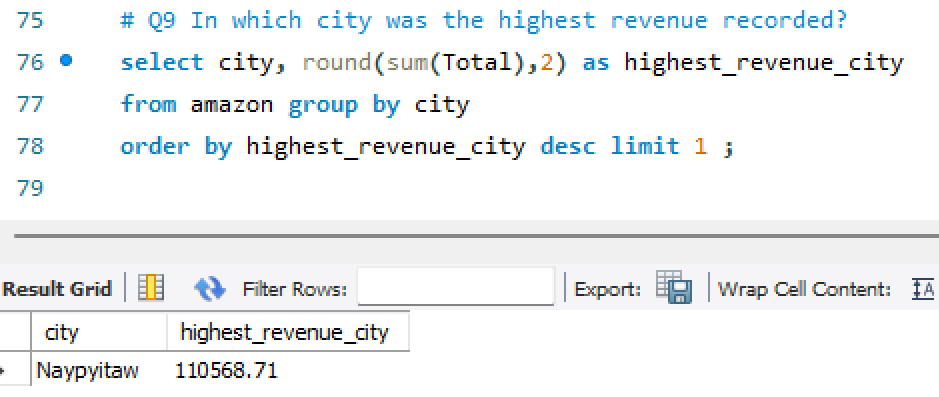 75 # Q9 In which city was the highest revenue recorded?
76 select city, round(sum(Total),2) as highest_revenue_city
77 from amazon group by city
78 order by highest_revenue_city desc limit 1 ;
79
Result Grid Filter Rows: Export: Wrap Cell Content: IA
city highest_revenue_city
Naypyitaw 110568.71